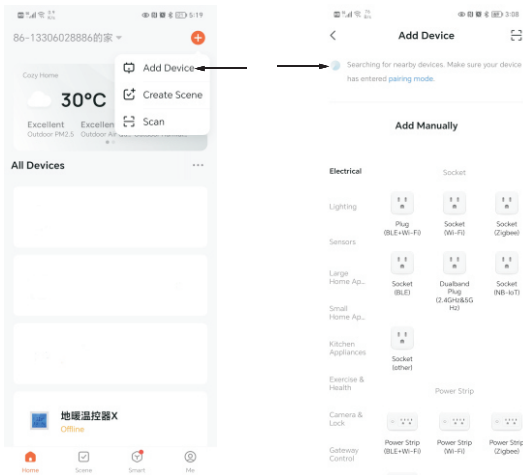 5:19
86-13306028886的家
Add Device
Create Scene
Scan
Cozy Home
30°C
Excellent
Outdoor PM2.5
Excellen
Outdoor Air
All Devices
地暖温控器X
Offline
Home
Scene
Smart
Me
3:08
Add Device
Searching for nearby devices. Make sure your device
has entered pairing mode.
Add Manually
Electrical
Lighting
Sensors
Large
Home Ap...
Small
Home Ap...
Kitchen
Appliances
Exercise &
Health
Camera &
Lock
Gateway
Control
Socket
Plug
(BLE+Wi-Fi)
Socket
(Wi-Fi)
Socket
(Zigbee)
Socket
(BLE)
Dualband
Plug
(2.4GHz&5G
Hz)
Socket
(NB-IoT)
Socket
(other)
Power Strip
Power Strip
(BLE+Wi-Fi)
Power Strip
(Wi-Fi)
Power Strip
(Zigbee)